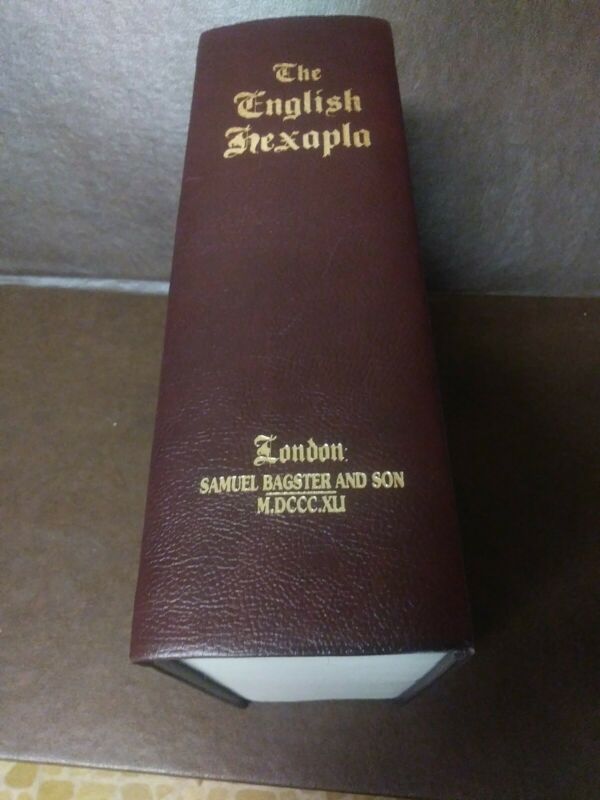 The
English
Hexapla
London:
SAMUEL BAGSTER AND SON
M.DCCC.XLI